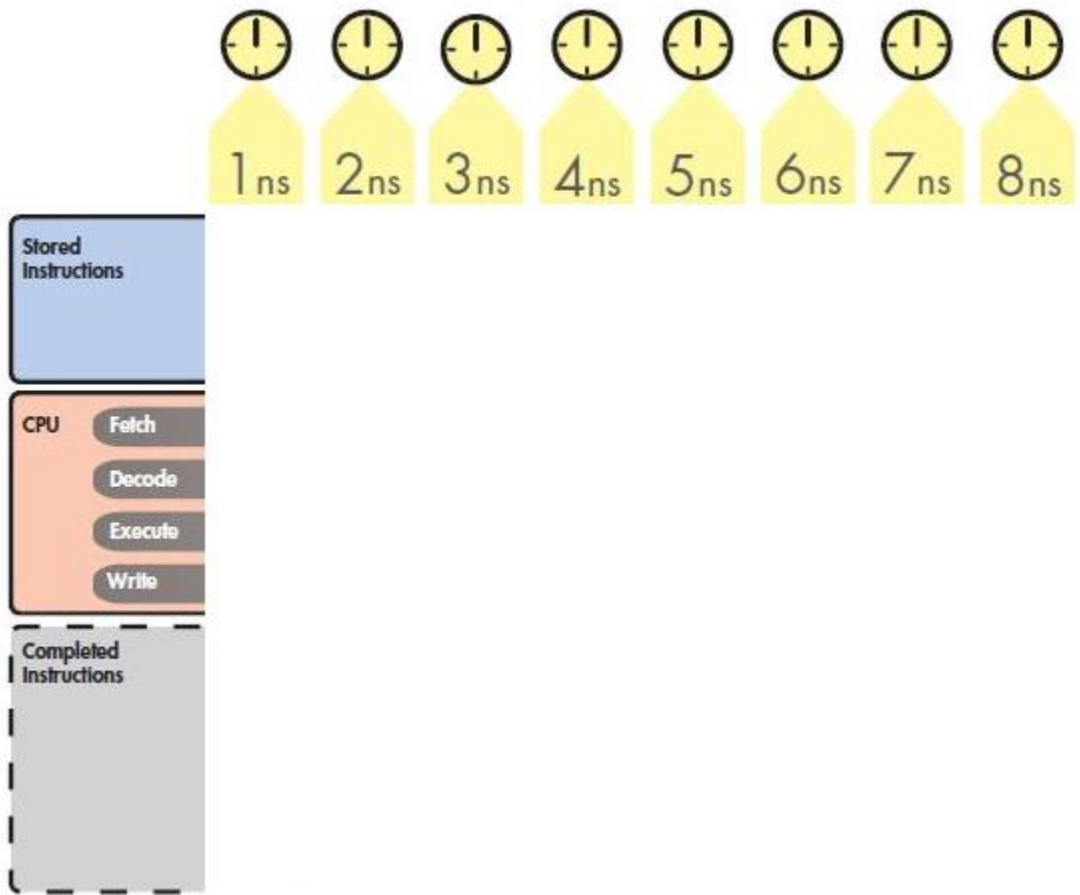 1ns 2ns 3ns 4ns 5ns 6ns 7ns 8ns
Stored
Instructions
CPU
Fetch
Decode
Execute
Write
Completed
Instructions